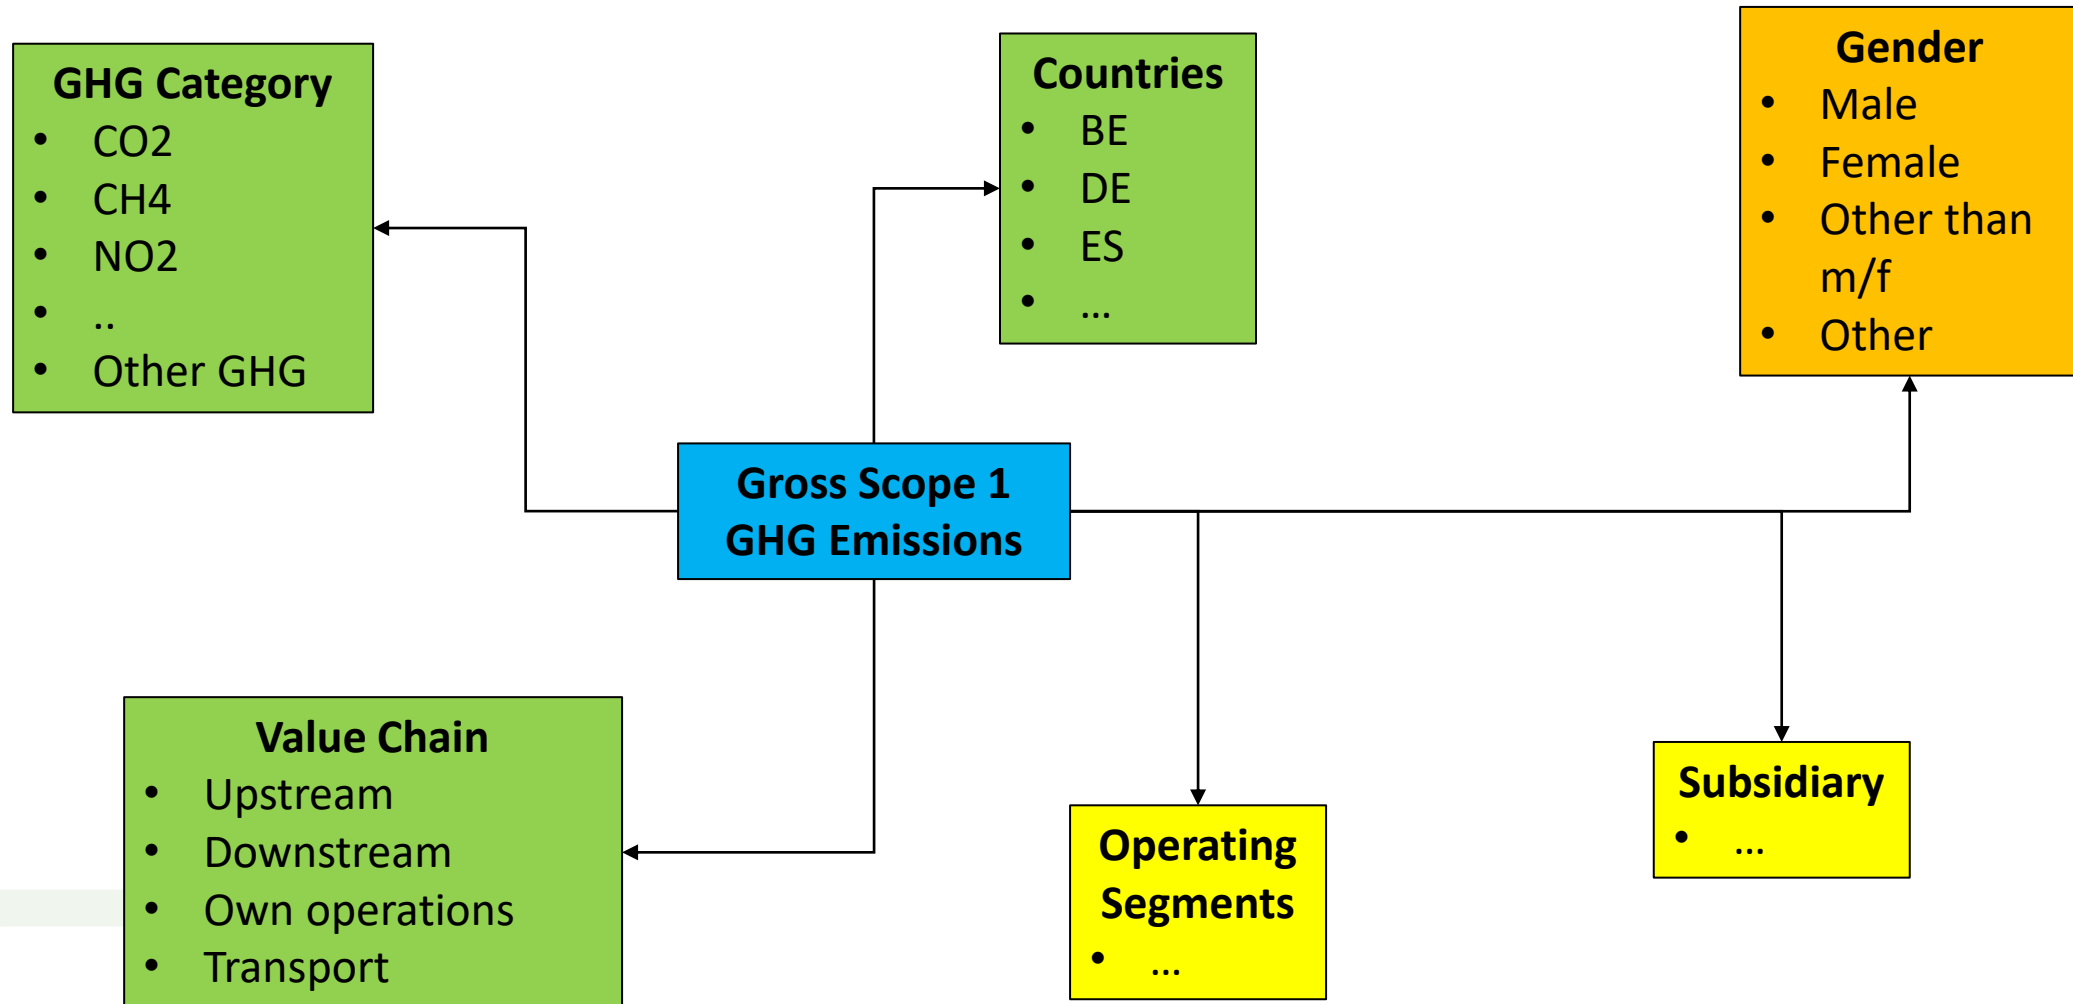 GHG Category
• CO2
• CH4
• NO2
• ..
• Other GHG
Countries
• BE
• DE
• ES
• ...
Gender
• Male
• Female
• Other than
m/f
• Other
Gross Scope 1
GHG Emissions
Value Chain
• Upstream
• Downstream
• Own operations
• Transport
Operating
Segments
• ...
Subsidiary
• ...